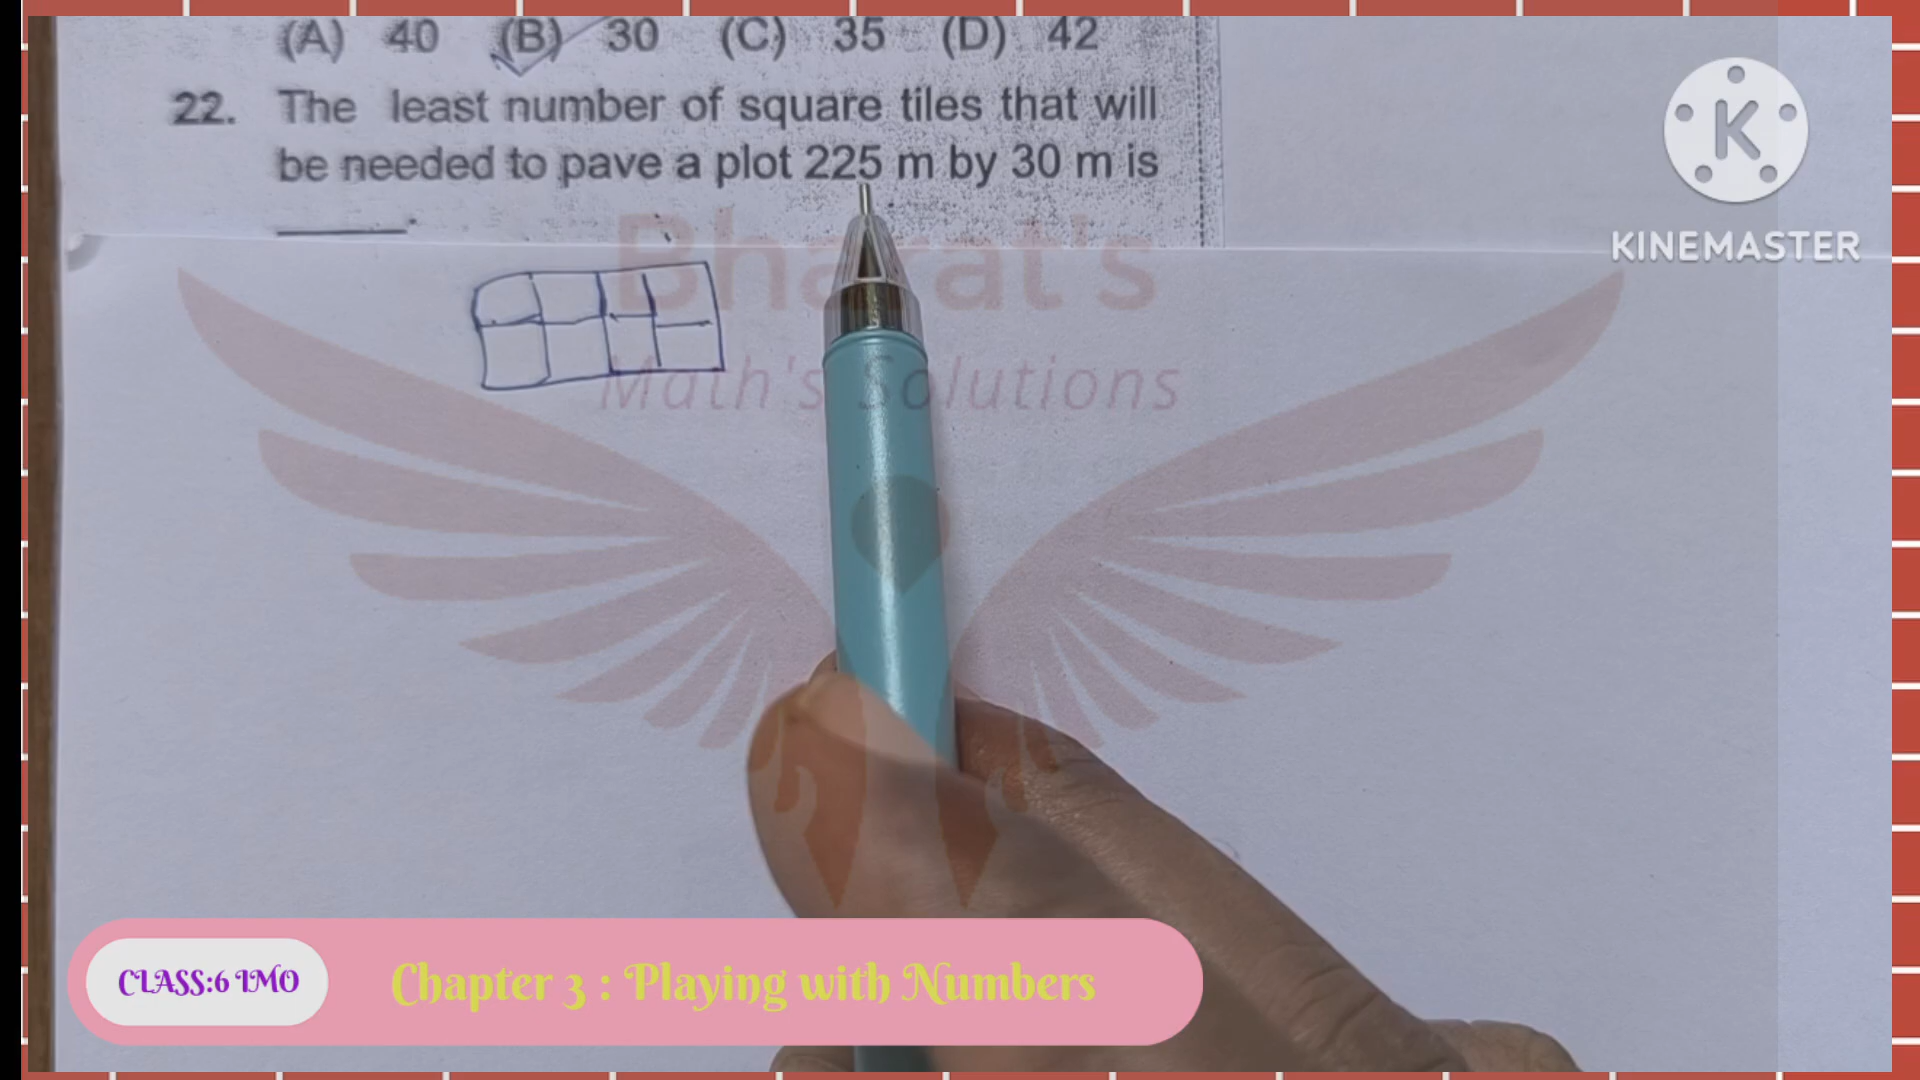 (A) 40 (B) 30 (C) 35 (D) 42
22. The least number of square tiles that will
be needed to pave a plot 225 m by 30 m is
K
KINEMASTER
Bharat's
Math's Solutions
CLASS:6 IMO
Chapter 3 : Playing with Numbers